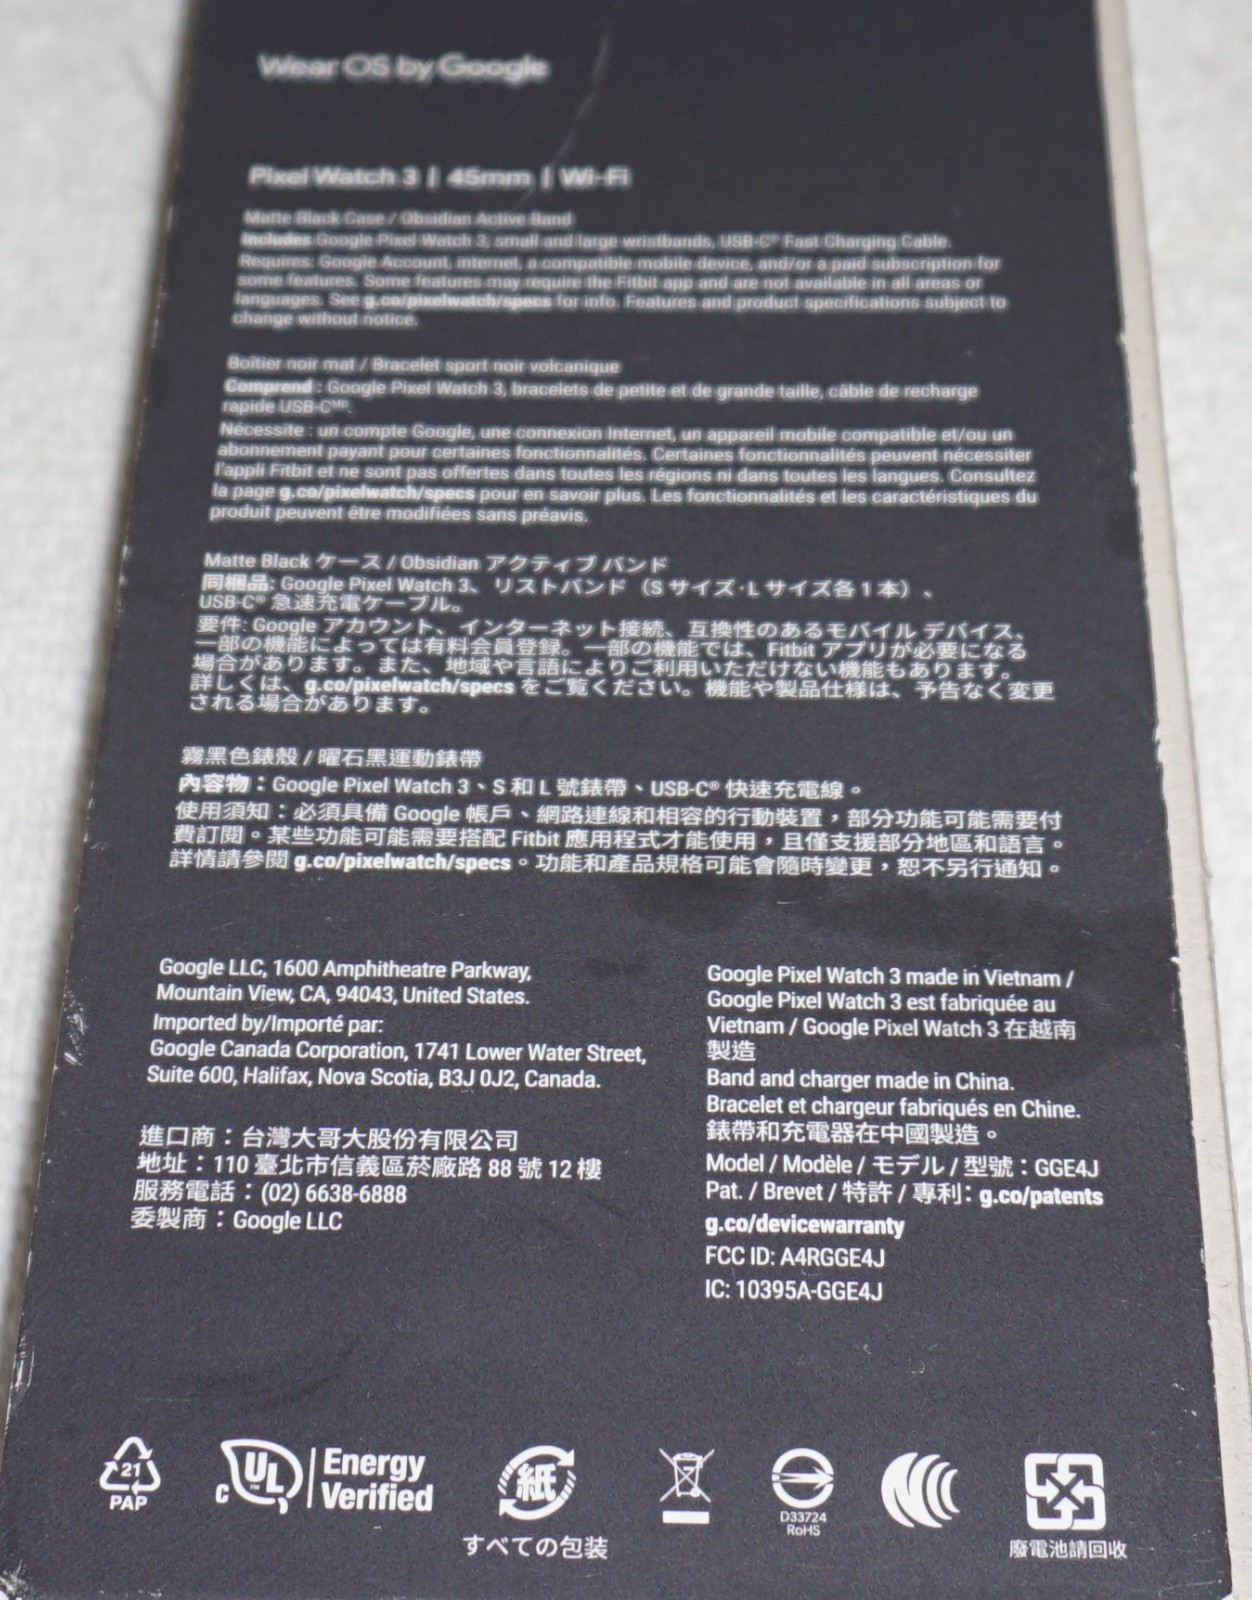 Wear OS by Google
Pixel Watch 3 | 45mm | Wi-Fi
Matte Black Case / Obsidian Active Band
Includes Google Pixel Watch 3, small and large wristbands, USB-C® Fast Charging Cable.
Requires: Google Account, internet, a compatible mobile device, and/or a paid subscription for
some features. Some features may require the Fitbit app and are not available in all areas or
languages. See g.co/pixelwatch/specs for info. Features and product specifications subject to
change without notice.
Boîtier noir mat / Bracelet sport noir volcanique
Comprend : Google Pixel Watch 3, bracelets de petite et de grande taille, câble de recharge
rapide USB-Cᴹᴰ.
Nécessite : un compte Google, une connexion Internet, un appareil mobile compatible et/ou un
abonnement payant pour certaines fonctionnalités. Certaines fonctionnalités peuvent nécessiter
l'appli Fitbit et ne sont pas offertes dans toutes les régions ni dans toutes les langues. Consultez
la page g.co/pixelwatch/specs pour en savoir plus. Les fonctionnalités et les caractéristiques du
produit peuvent être modifiées sans préavis.
Matte Black ケース / Obsidian アクティブ バンド
同梱品: Google Pixel Watch 3、リストバンド（S サイズ·L サイズ各 1 本）、
USB-C® 急速充電ケーブル。
要件: Google アカウント、インターネット接続、互換性のあるモバイル デバイス、
一部の機能によっては有料会員登録。一部の機能では、Fitbit アプリが必要になる
場合があります。また、地域や言語によりご利用いただけない機能もあります。
詳しくは、g.co/pixelwatch/specs をご覧ください。機能や製品仕様は、予告なく変更
される場合があります。
霧黑色錶殼 / 曜石黑運動錶帶
內容物：Google Pixel Watch 3、S 和 L 號錶帶、USB-C® 快速充電線。
使用須知：必須具備 Google 帳戶、網路連線和相容的行動裝置，部分功能可能需要付
費訂閱。某些功能可能需要搭配 Fitbit 應用程式才能使用，且僅支援部分地區和語言。
詳情請參閱 g.co/pixelwatch/specs。功能和產品規格可能會隨時變更，恕不另行通知。
Google LLC, 1600 Amphitheatre Parkway,
Mountain View, CA, 94043, United States.
Imported by/Importé par:
Google Canada Corporation, 1741 Lower Water Street,
Suite 600, Halifax, Nova Scotia, B3J 0J2, Canada.
進口商：台灣大哥大股份有限公司
地址：110 臺北市信義區菸廠路 88 號 12 樓
服務電話：(02) 6638-6888
委製商：Google LLC
Google Pixel Watch 3 made in Vietnam /
Google Pixel Watch 3 est fabriquée au
Vietnam / Google Pixel Watch 3 在越南
製造
Band and charger made in China.
Bracelet et chargeur fabriqués en Chine.
錶帶和充電器在中國製造。
Model / Modèle / モデル / 型號：GGE4J
Pat. / Brevet / 特許 / 專利: g.co/patents
g.co/devicewarranty
FCC ID: A4RGGE4J
IC: 10395A-GGE4J
21
PAP
c UL ™ Energy
Verified
紙
すべての包装
D33724
RoHS
廢電池請回收